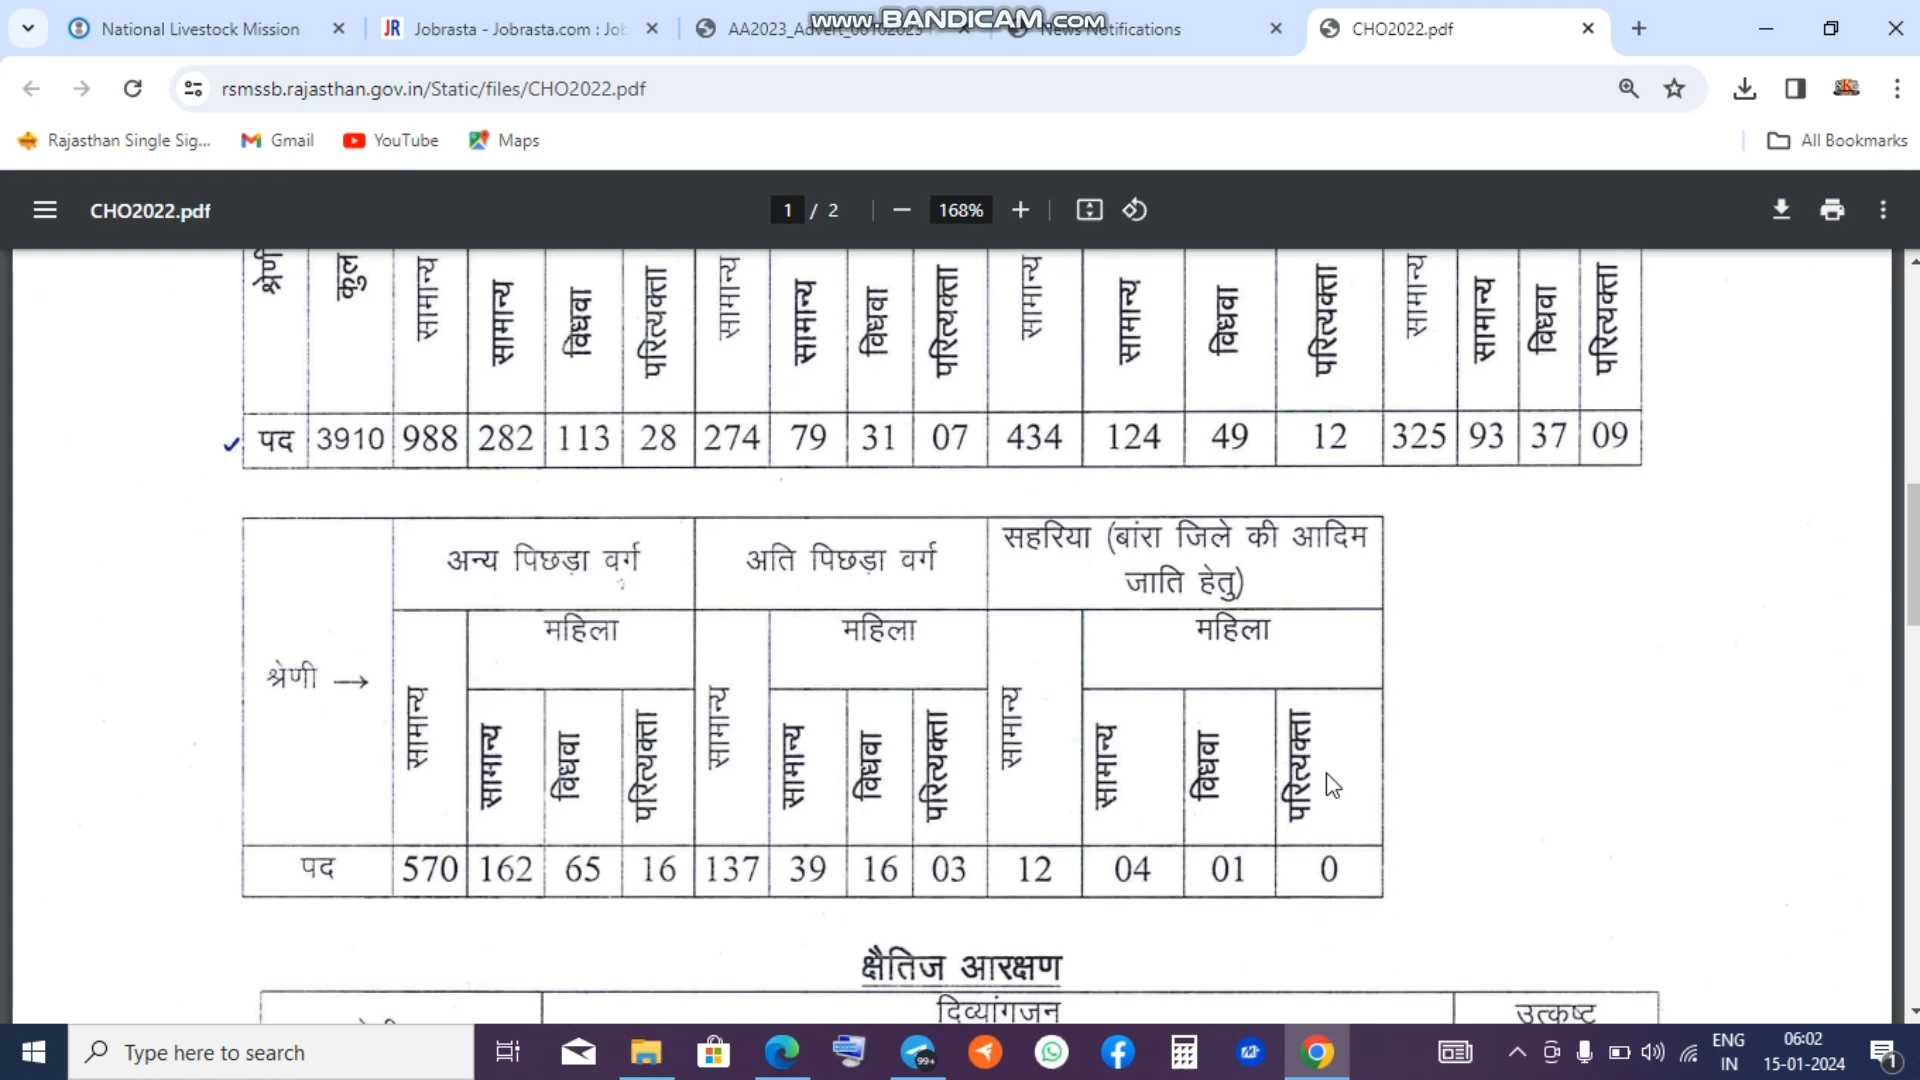 www.BANDICAM.com
National Livestock Mission
JR Jobrasta - Jobrasta.com : Job
AA2023_Advert_06102023
News Notifications
CHO2022.pdf
rsmssb.rajasthan.gov.in/Static/files/CHO2022.pdf
Rajasthan Single Sig... Gmail YouTube Maps All Bookmarks
CHO2022.pdf 1 / 2 168%
श्रेणी कुल सामान्य सामान्य विधवा परित्यक्ता सामान्य सामान्य विधवा परित्यक्ता सामान्य सामान्य विधवा परित्यक्ता सामान्य सामान्य विधवा परित्यक्ता
पद 3910 988 282 113 28 274 79 31 07 434 124 49 12 325 93 37 09
अन्य पिछड़ा वर्ग अति पिछड़ा वर्ग सहरिया (बांरा जिले की आदिम
जाति हेतु)
महिला महिला महिला
श्रेणी →
सामान्य सामान्य विधवा परित्यक्ता सामान्य सामान्य विधवा परित्यक्ता सामान्य सामान्य विधवा परित्यक्ता
पद 570 162 65 16 137 39 16 03 12 04 01 0
क्षैतिज आरक्षण
दिव्यांगजन उत्कृष्ट
Type here to search
99+
ENG
IN
06:02
15-01-2024
1